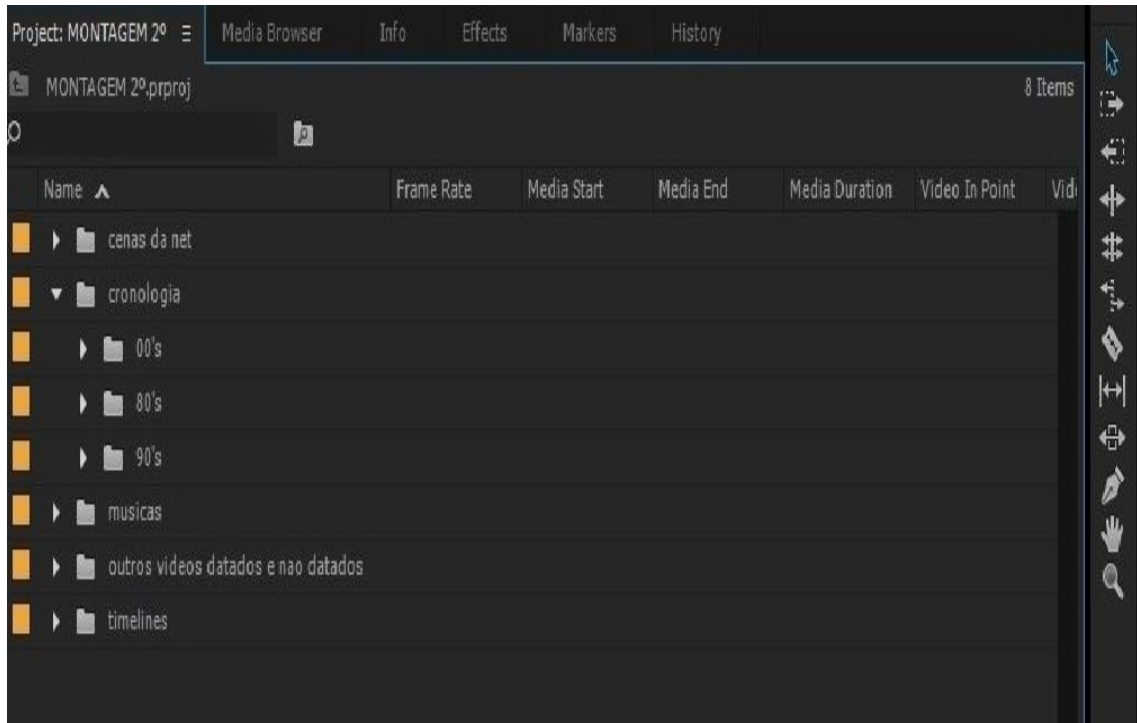 Project: MONTAGEM 2º Media Browser Info Effects Markers History
MONTAGEM 2º.prproj 8 Items
Name Frame Rate Media Start Media End Media Duration Video In Point Vid
cenas da net
cronologia
00's
80's
90's
musicas
outros videos datados e nao datados
timelines